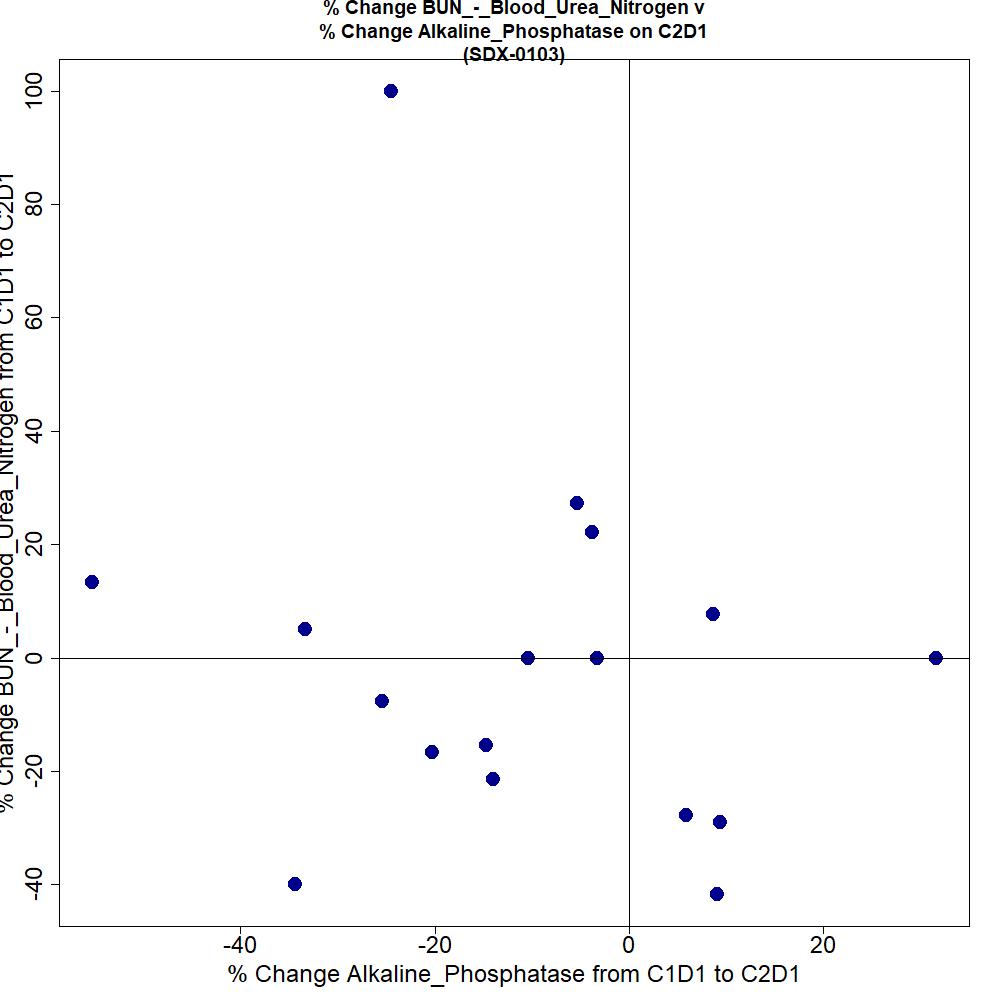 % Change BUN_-_Blood_Urea_Nitrogen v
% Change Alkaline_Phosphatase on C2D1
(SDX-0103)
% Change BUN_-_Blood_Urea_Nitrogen from C1D1 to C2D1
100
80
60
40
20
0
-20
-40
-40
-20
0
20
% Change Alkaline_Phosphatase from C1D1 to C2D1